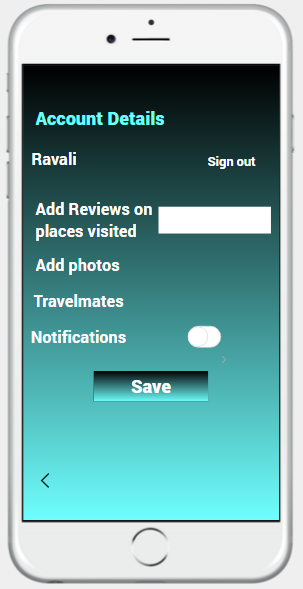 Account Details
Ravali
Sign out
Add Reviews on
places visited
Add photos
Travelmates
Notifications
Save